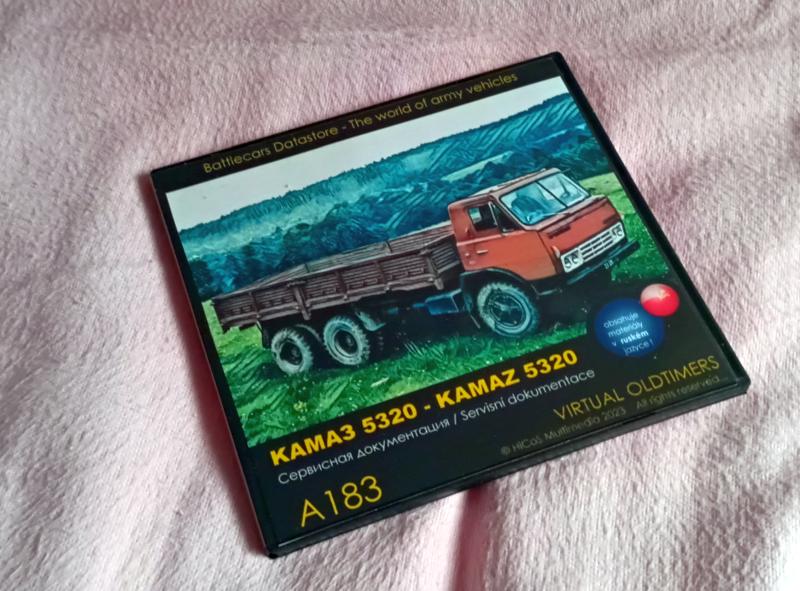 Battlecars Datastore - The world of army vehicles
obsahuje
materiály
v ruském
jazyce !
КАМАЗ 5320 - KAMAZ 5320
Сервисная документация / Servisní dokumentace
VIRTUAL OLDTIMERS
© HiCoS Multimedia 2023 All rights reserved...
A183